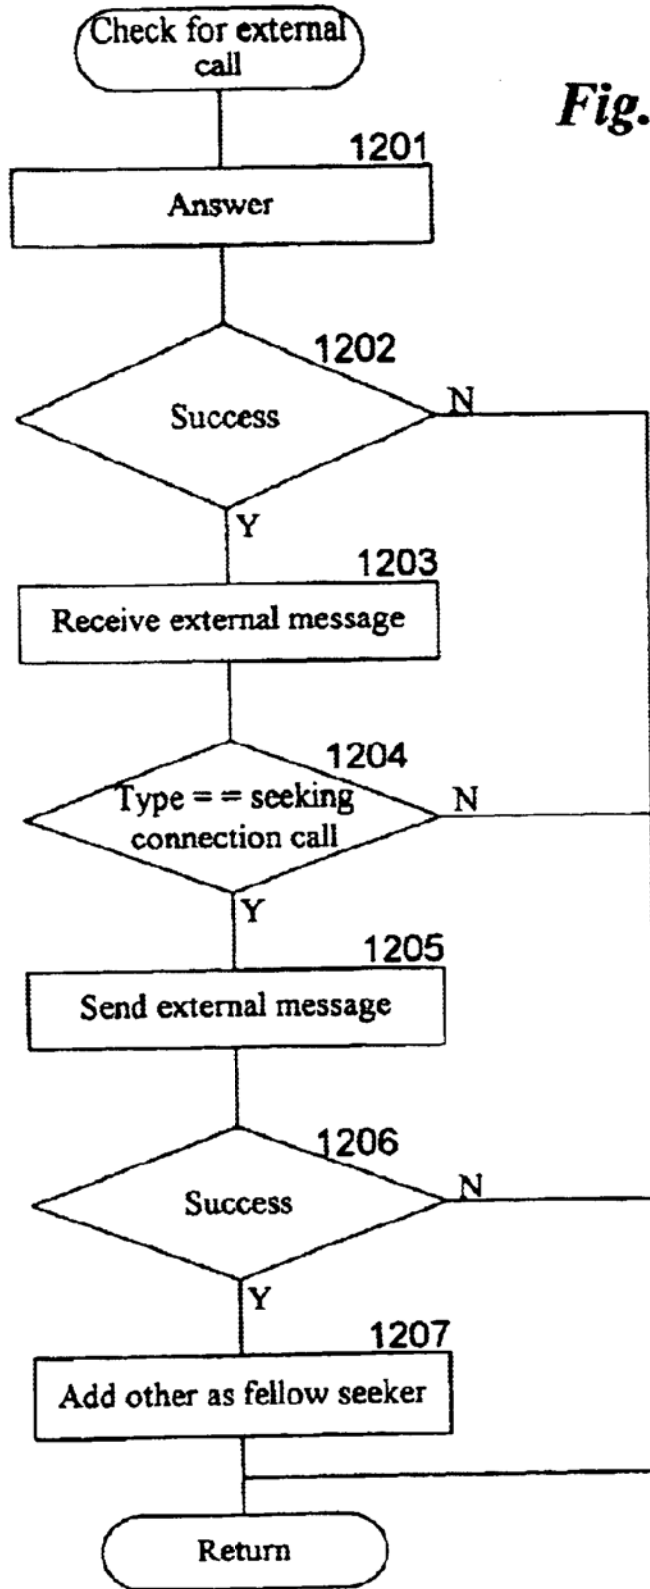 Check for external
call
Fig.
1201
Answer
1202
Success
N
Y
1203
Receive external message
1204
Type = = seeking
connection call
N
Y
1205
Send external message
1206
Success
N
Y
1207
Add other as fellow seeker
Return